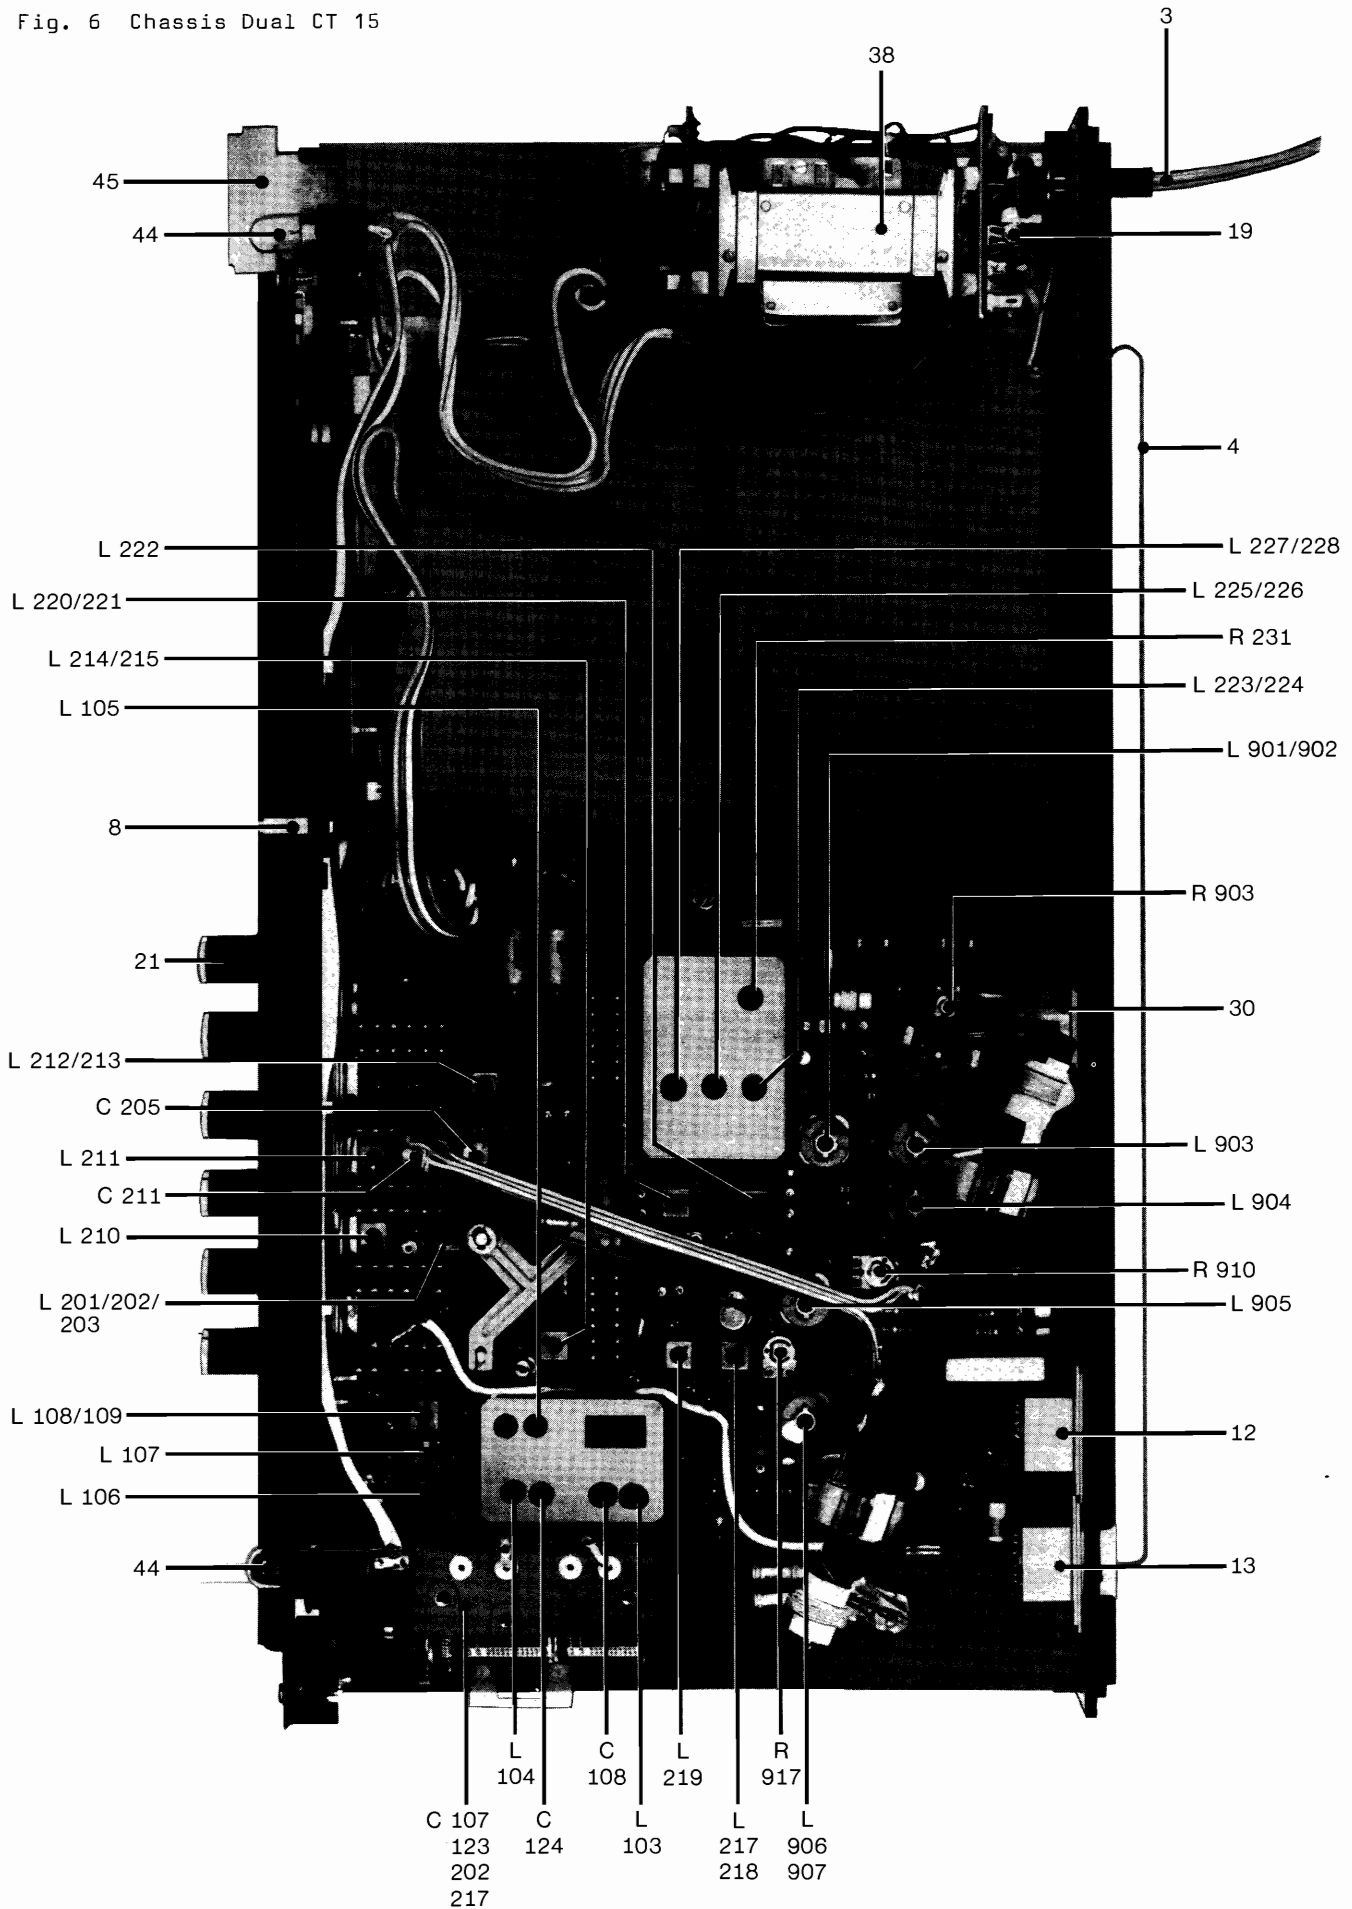 Fig. 6 Chassis Dual CT 15
3
38
45
44
19
4
L 222
L 227/228
L 220/221
L 225/226
R 231
L 214/215
L 223/224
L 105
L 901/902
8
R 903
21
30
L 212/213
C 205
L 211
L 903
C 211
L 904
L 210
R 910
L 201/202/
203
L 905
L 108/109
12
L 107
L 106
44
13
L
104
C
108
L
219
R
917
C 107
123
202
217
C
124
L
103
L
217
218
L
906
907